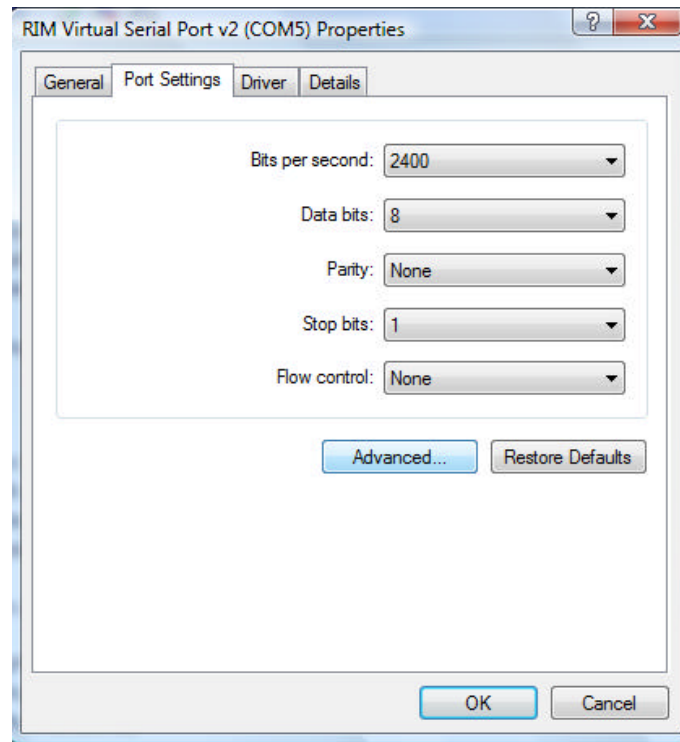 RIM Virtual Serial Port v2 (COM5) Properties
General Port Settings Driver Details
Bits per second: 2400
Data bits: 8
Parity: None
Stop bits: 1
Flow control: None
Advanced... Restore Defaults
OK Cancel